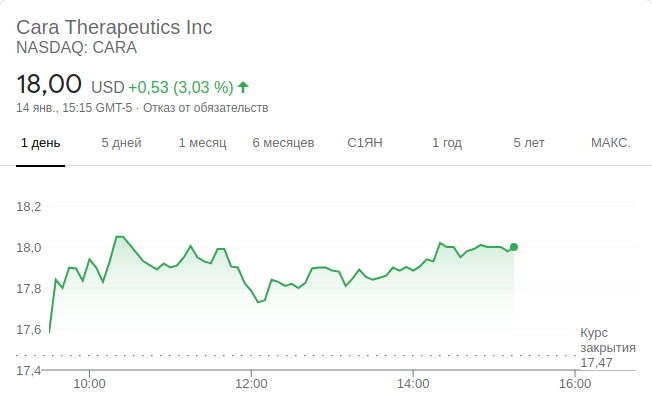 Cara Therapeutics Inc
NASDAQ: CARA
18,00 USD +0,53 (3,03 %)
14 янв., 15:15 GMT-5 · Отказ от обязательств
1 день 5 дней 1 месяц 6 месяцев С1ЯН 1 год 5 лет МАКС.
18,2
18,0
17,8
17,6
17,4
Курс
закрытия
17,47
10:00 12:00 14:00 16:00